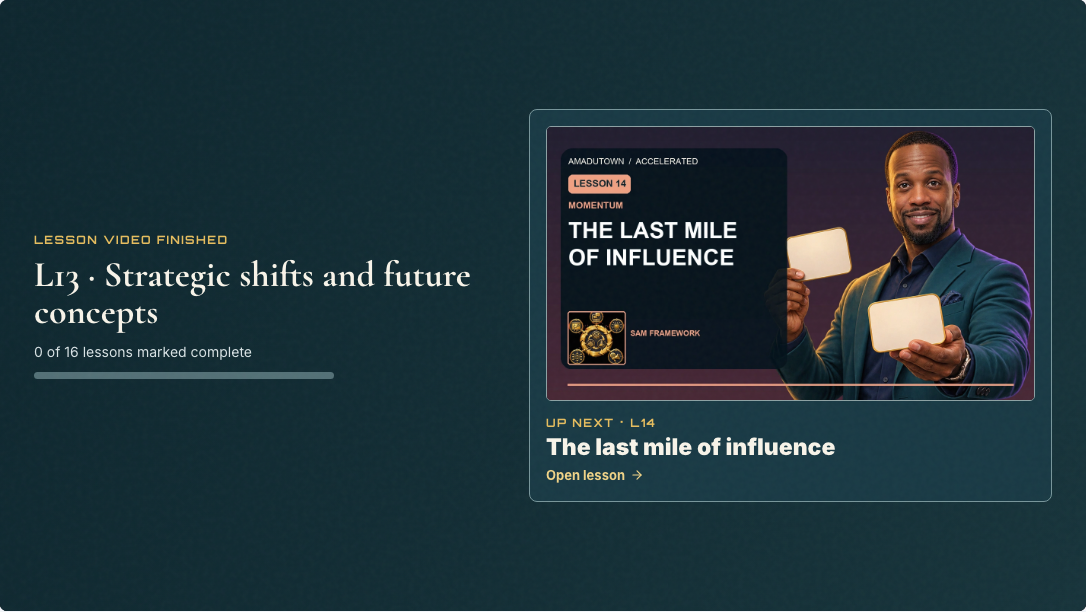 LESSON VIDEO FINISHED
L13 · Strategic shifts and future
concepts
0 of 16 lessons marked complete
AMADUTOWN / ACCELERATED
LESSON 14
MOMENTUM
THE LAST MILE
OF INFLUENCE
SAM FRAMEWORK
UP NEXT · L14
The last mile of influence
Open lesson →